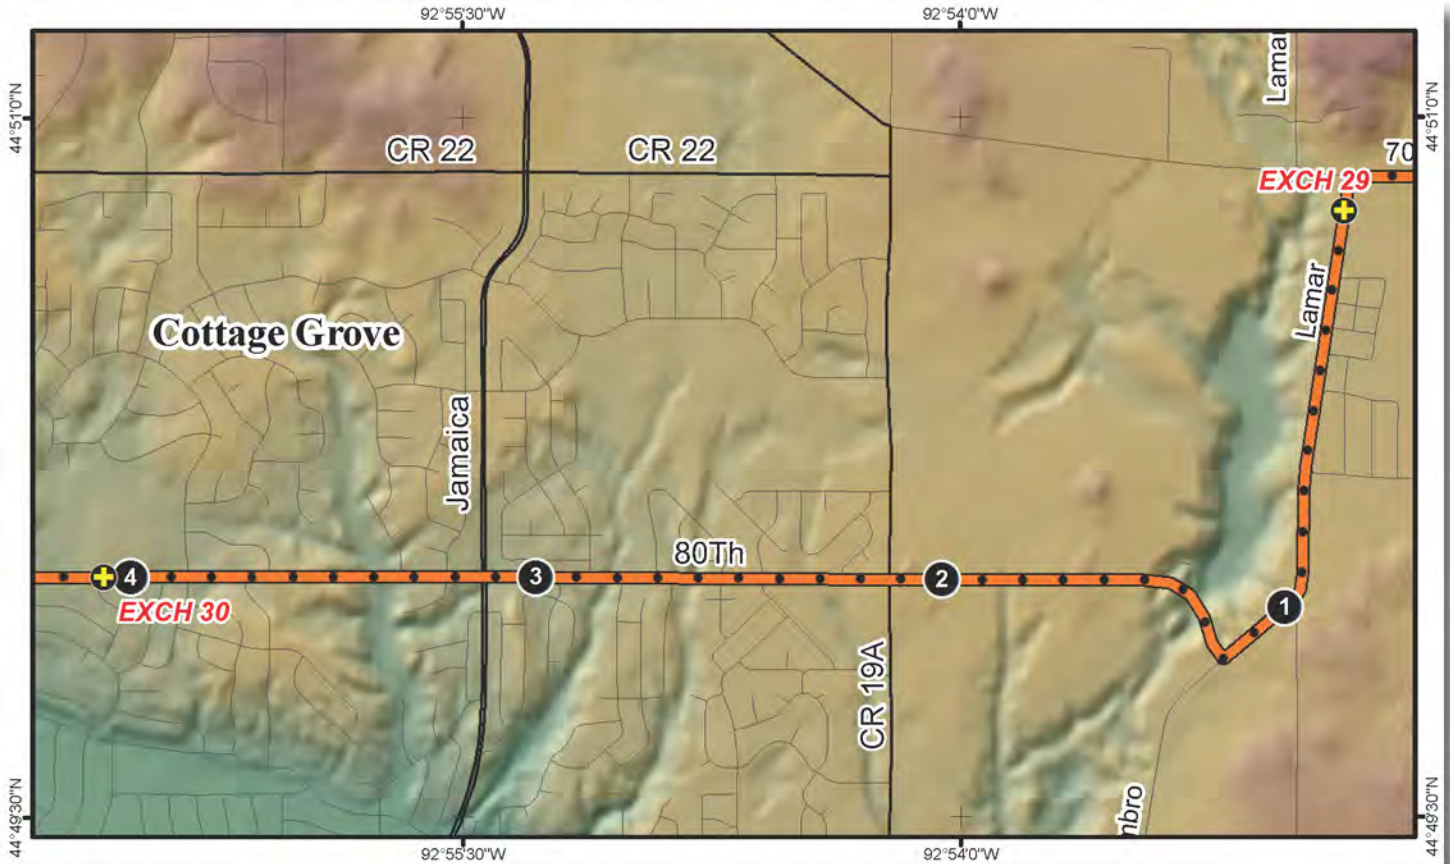 92°55'30"W
92°54'0"W
44°51'0"N
44°51'0"N
Lamar
CR 22
CR 22
70
EXCH 29
Lamar
Cottage Grove
Jamaica
80Th
4
3
2
1
EXCH 30
CR 19A
mbro
44°49'30"N
44°49'30"N
92°55'30"W
92°54'0"W